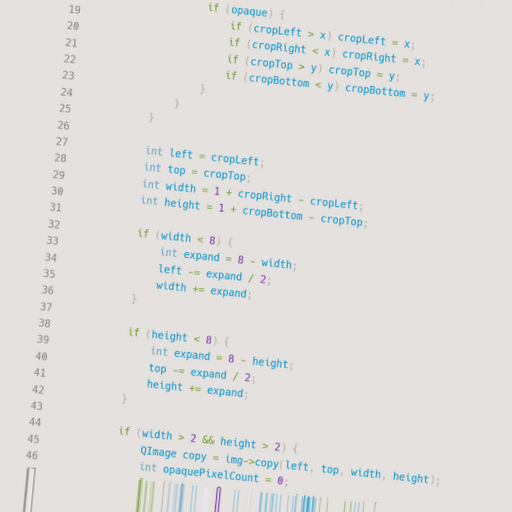 if (opaque) {
19 if (cropLeft > x) cropLeft = x;
20 if (cropRight < x) cropRight = x;
21 if (cropTop > y) cropTop = y;
22 if (cropBottom < y) cropBottom = y;
23 }
24 }
25 }
26
27 int left = cropLeft;
28 int top = cropTop;
29 int width = 1 + cropRight - cropLeft;
30 int height = 1 + cropBottom - cropTop;
31
32 if (width < 8) {
33 int expand = 8 - width;
34 left -= expand / 2;
35 width += expand;
36 }
37
38 if (height < 8) {
39 int expand = 8 - height;
40 top -= expand / 2;
41 height += expand;
42 }
43
44 if (width > 2 && height > 2) {
45 QImage copy = img->copy(left, top, width, height);
46 int opaquePixelCount = 0;